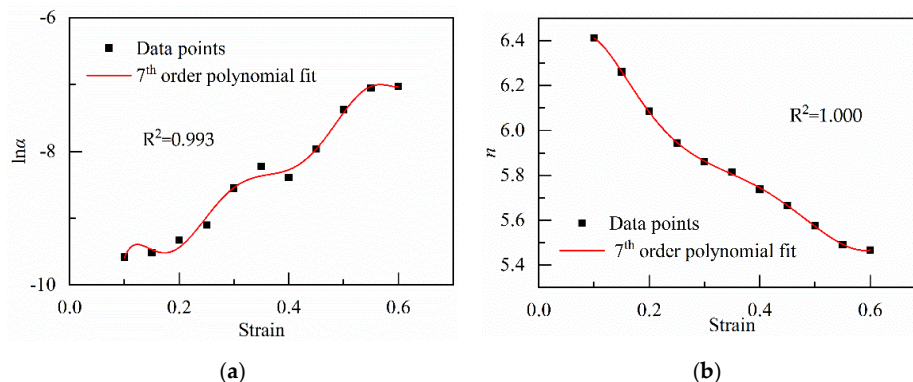 -6
Data points
7th order polynomial fit
R²=0.993
-8
lnα
-10
0.0 0.2 0.4 0.6
Strain
(a)
6.4
6.2
R²=1.000
6.0
n
5.8
5.6
Data points
7th order polynomial fit
5.4
0.0 0.2 0.4 0.6
Strain
(b)